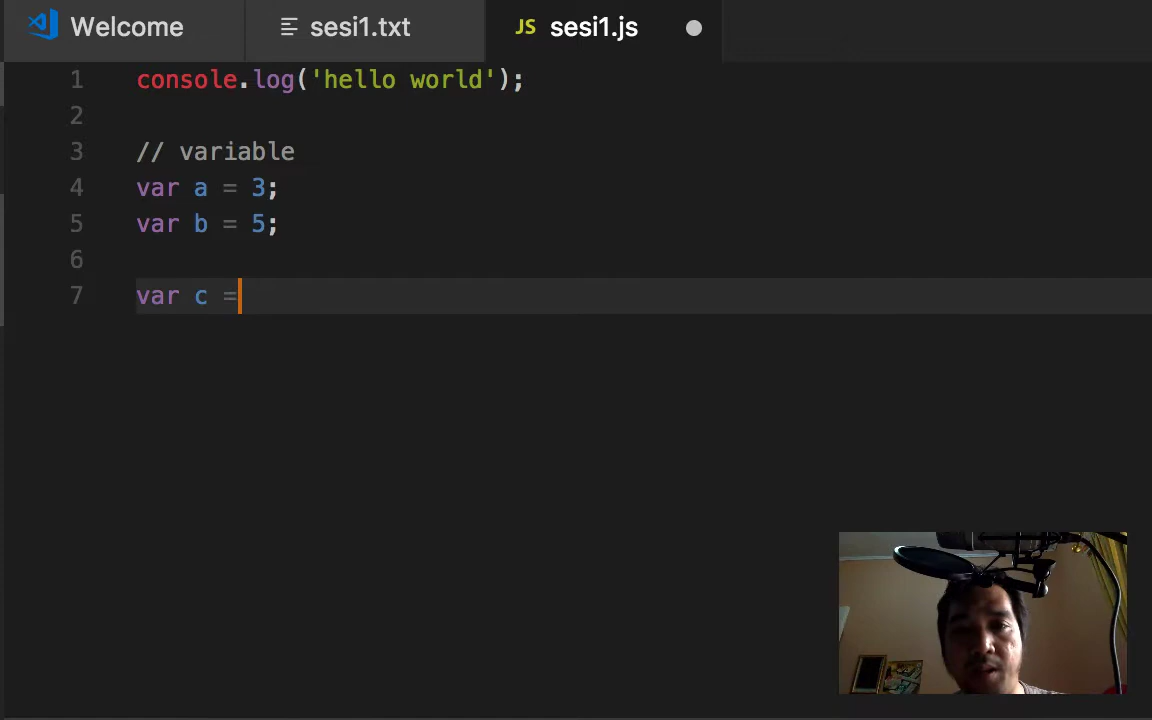 Welcome
sesi1.txt
JS sesi1.js
1 console.log('hello world');
2
3 // variable
4 var a = 3;
5 var b = 5;
6
7 var c =